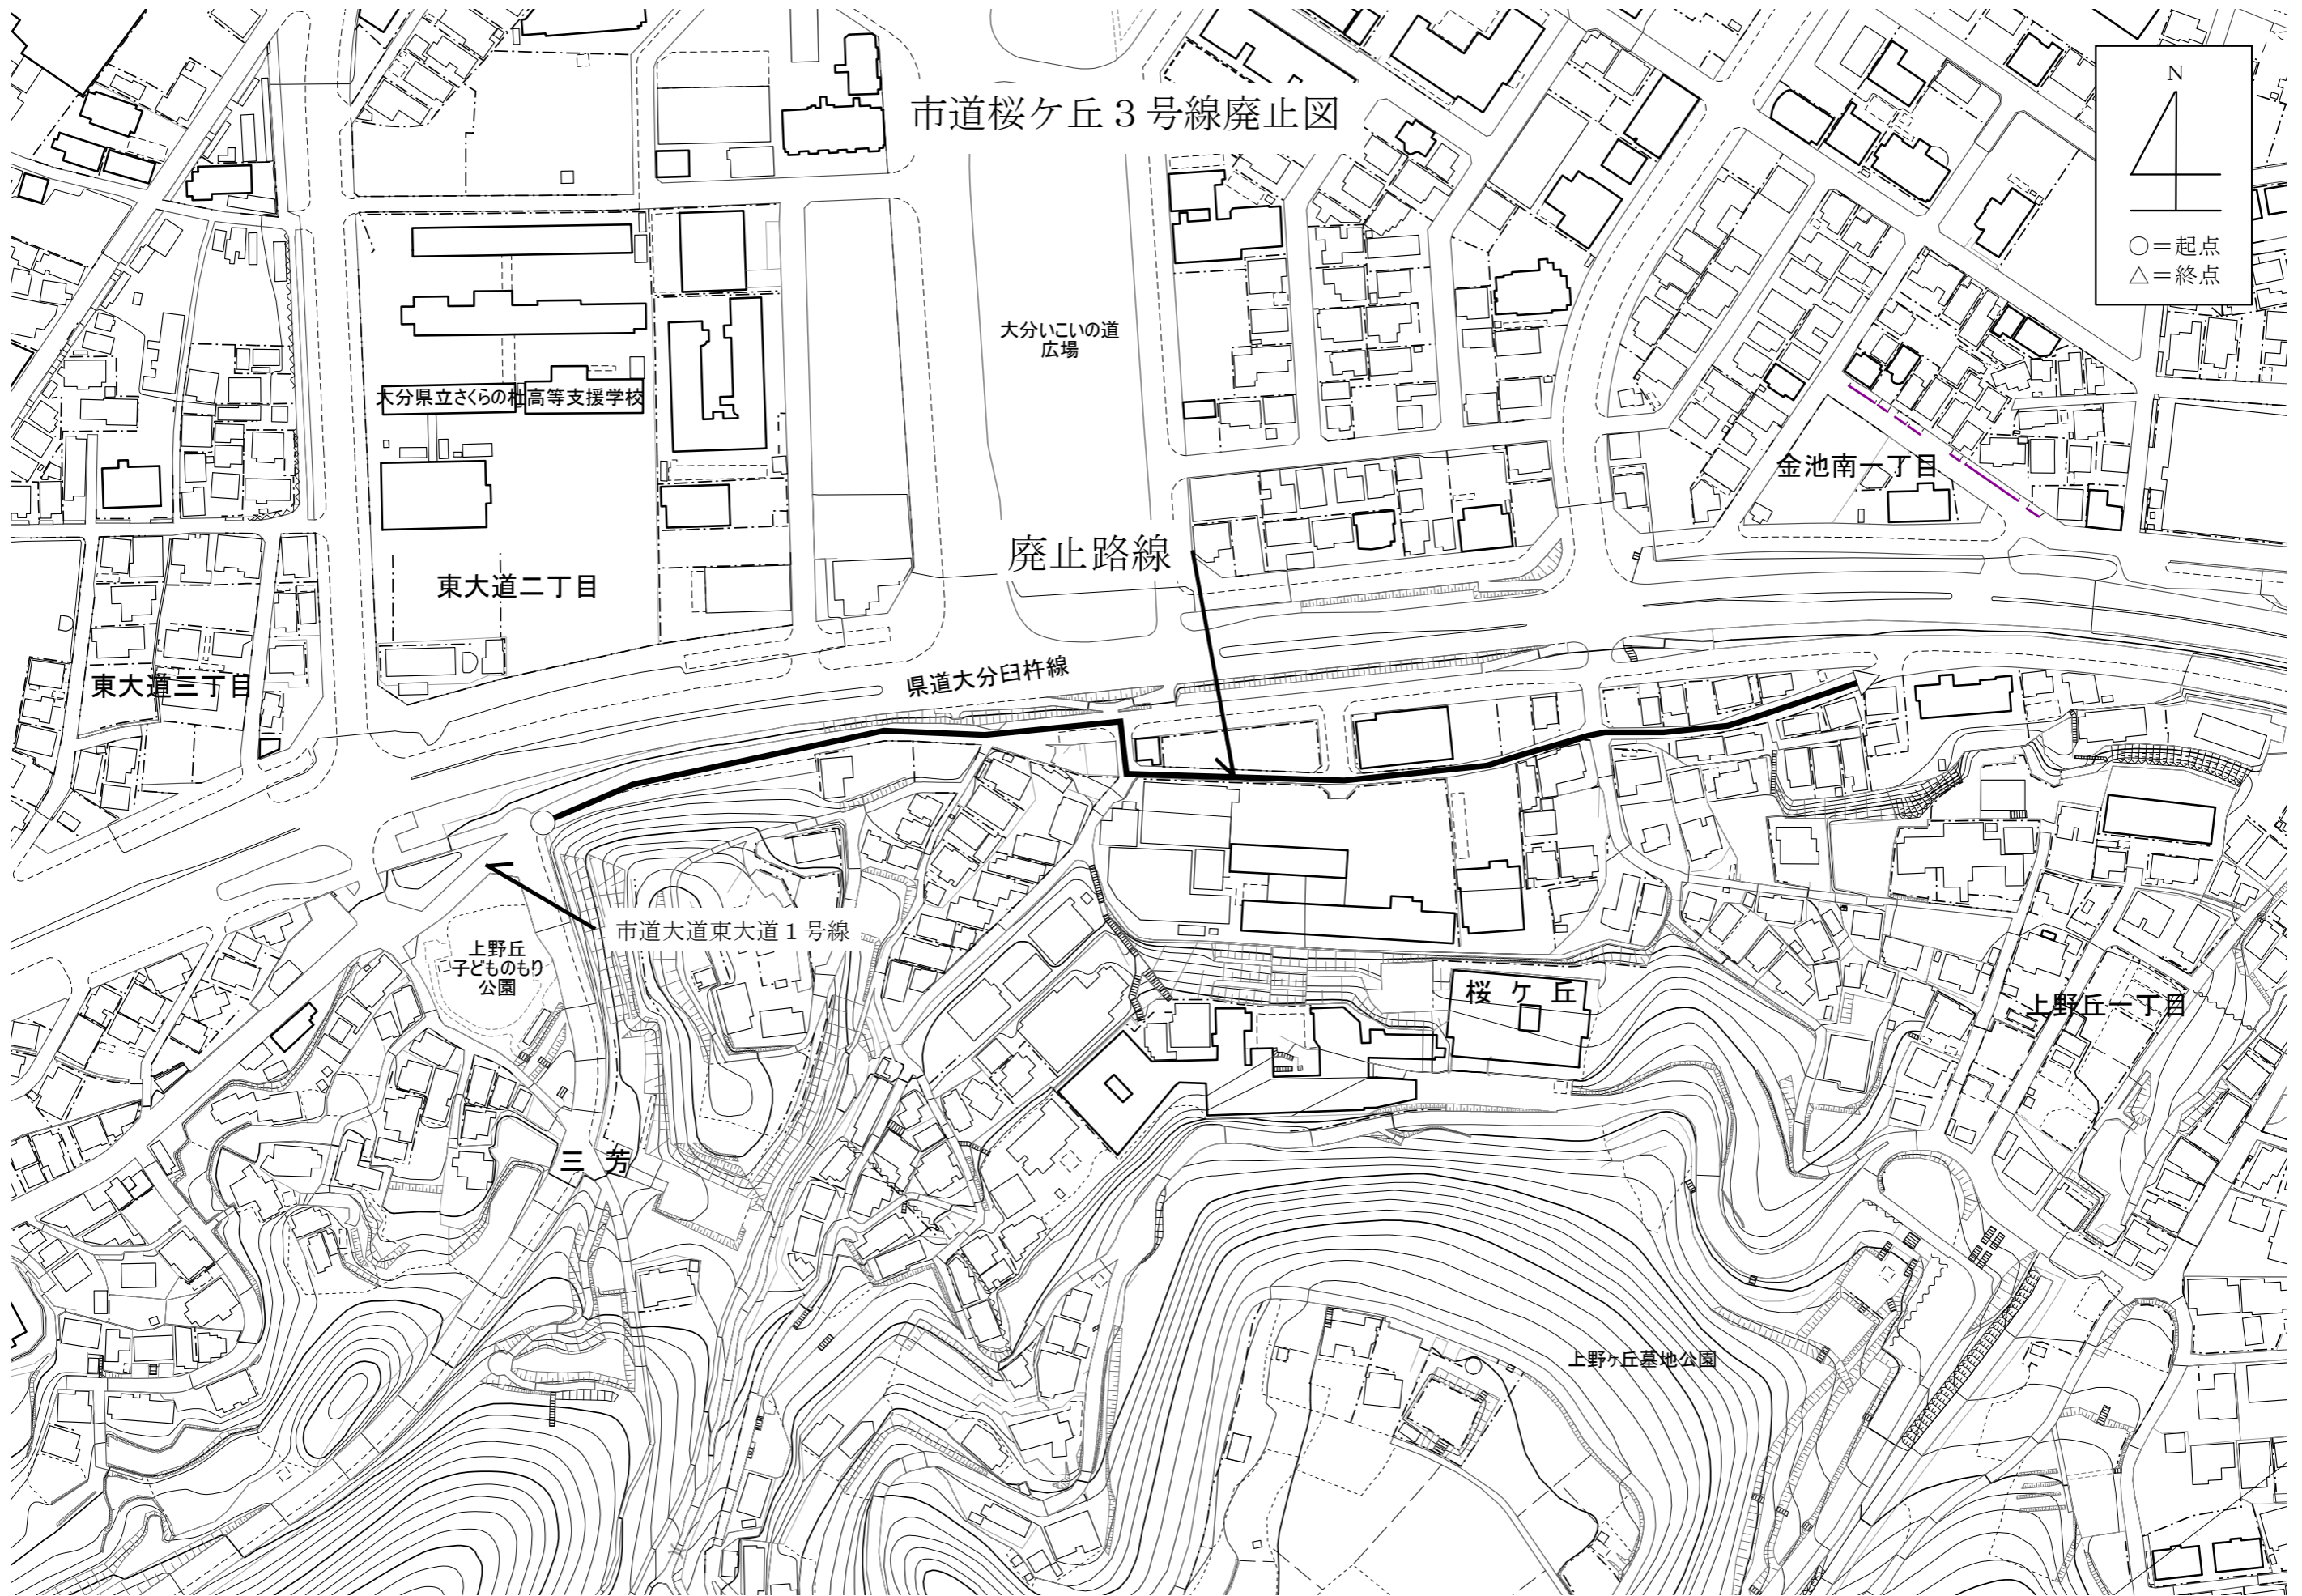 市道桜ケ丘３号線廃止図
N
○＝起点
△＝終点
大分いこいの道
広場
大分県立さくらの杜高等支援学校
金池南一丁目
廃止路線
東大道二丁目
東大道三丁目
県道大分臼杵線
市道大道東大道１号線
上野丘
子どものもり
公園
桜ケ丘
上野丘一丁目
三芳
上野ヶ丘墓地公園